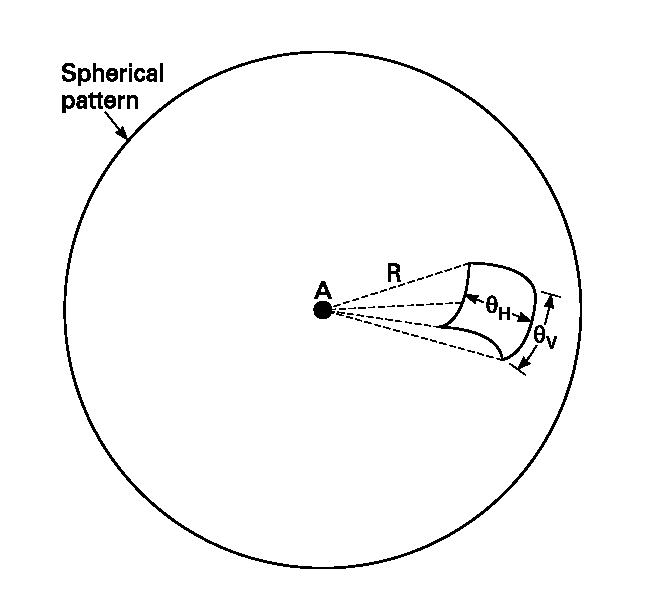 Spherical
pattern
A
R
θH
θV